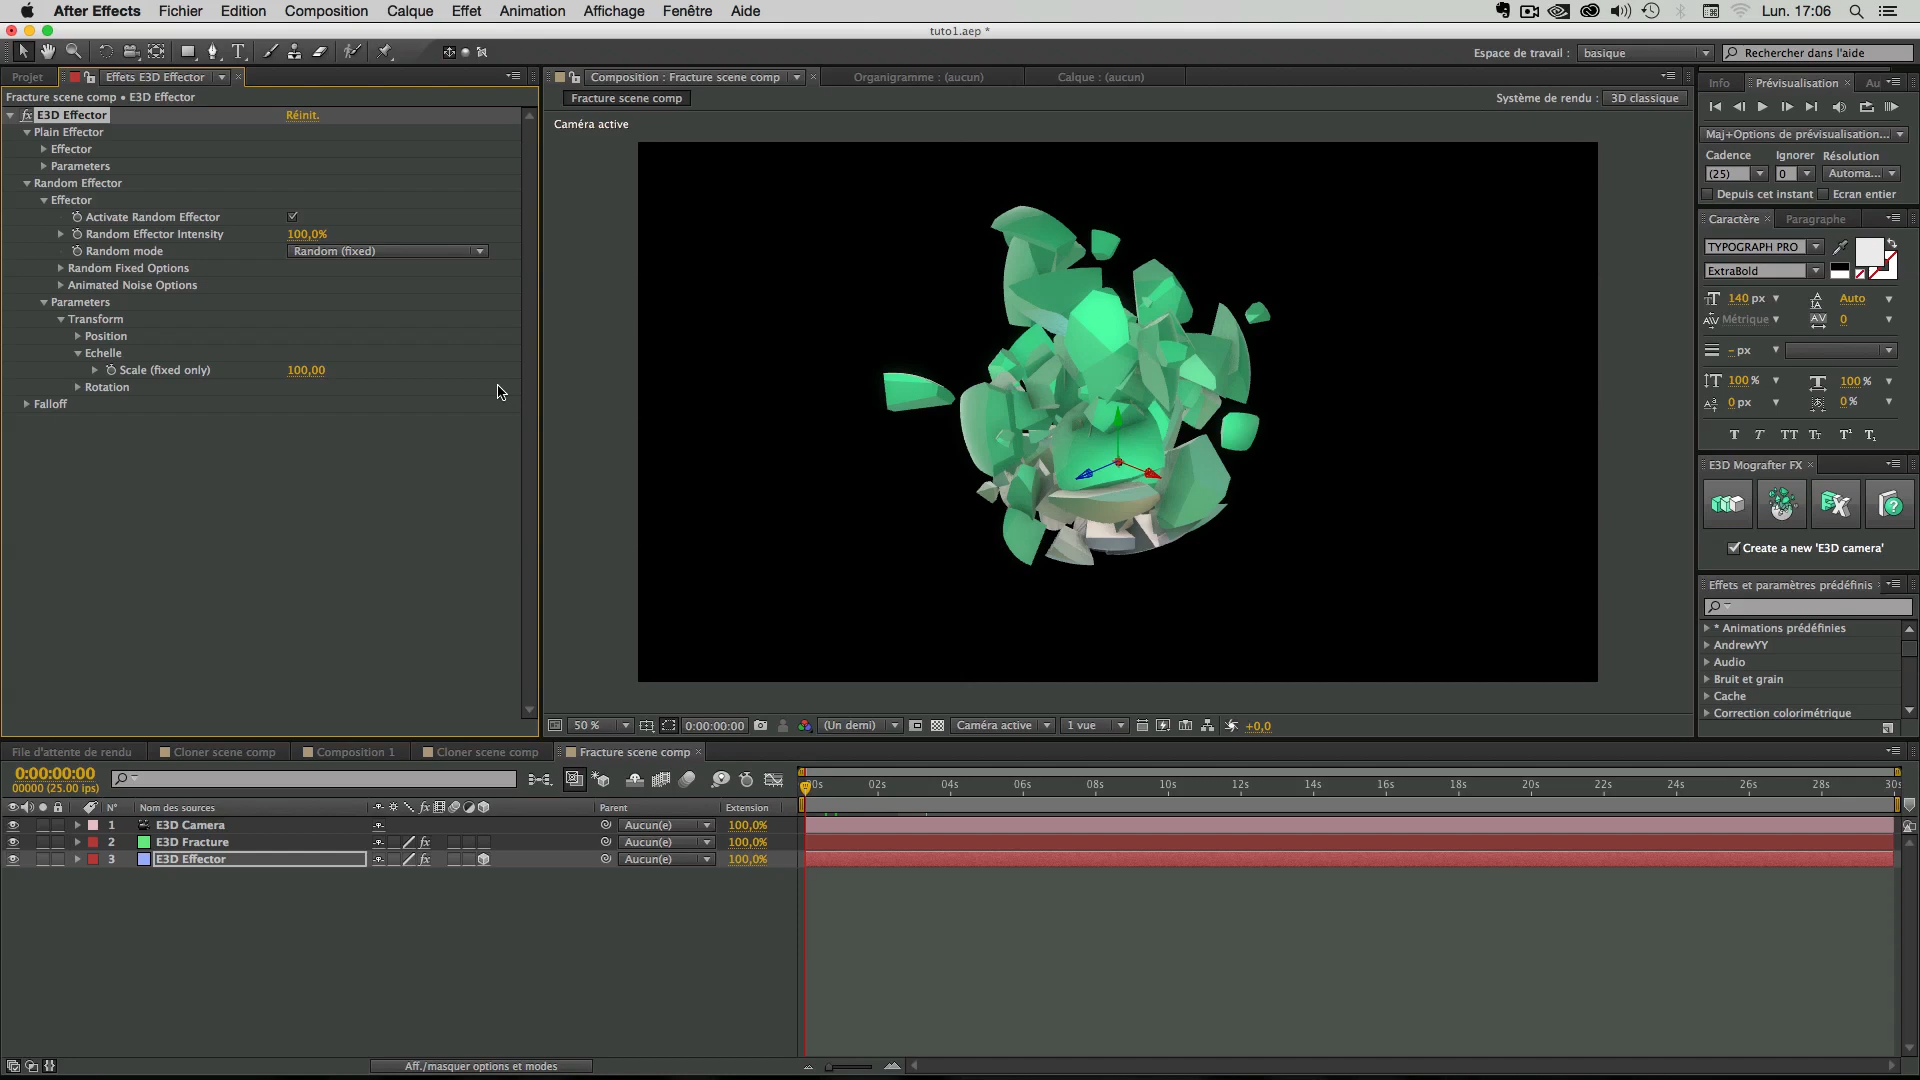 After Effects Fichier Edition Composition Calque Effet Animation Affichage Fenêtre Aide Lun. 17:06
tuto1.aep *
Espace de travail : basique Rechercher dans l'aide
Projet Effets E3D Effector Composition : Fracture scene comp Organigramme : (aucun) Calque : (aucun) Info Prévisualisation Au
Fracture scene comp • E3D Effector
Fracture scene comp Système de rendu : 3D classique
fx E3D Effector Réinit.
Caméra active
Plain Effector
Effector
Parameters
Random Effector
Effector
Activate Random Effector
Random Effector Intensity 100,0%
Random mode Random (fixed)
Random Fixed Options
Animated Noise Options
Parameters
Transform
Position
Echelle
Scale (fixed only) 100,00
Rotation
Falloff
Maj+Options de prévisualisation...
Cadence Ignorer Résolution
(25) 0 Automa...
Depuis cet instant Ecran entier
Caractère Paragraphe
TYPOGRAPH PRO
ExtraBold
140 px Auto
Métrique 0
- px
100 % 100 %
0 px 0 %
T T TT Tт T¹ T₁
E3D Mografter FX
Create a new 'E3D camera'
Effets et paramètres prédéfinis
* Animations prédéfinies
AndrewYY
Audio
Bruit et grain
Cache
Correction colorimétrique
50 % 0:00:00:00 (Un demi) Caméra active 1 vue +0,0
File d'attente de rendu Cloner scene comp Composition 1 Cloner scene comp Fracture scene comp
0:00:00:00
00000 (25.00 ips)
00s 02s 04s 06s 08s 10s 12s 14s 16s 18s 20s 22s 24s 26s 28s 30s
N° Nom des sources fx Parent Extension
1 E3D Camera Aucun(e) 100,0%
2 E3D Fracture fx Aucun(e) 100,0%
3 E3D Effector fx Aucun(e) 100,0%
Aff./masquer options et modes